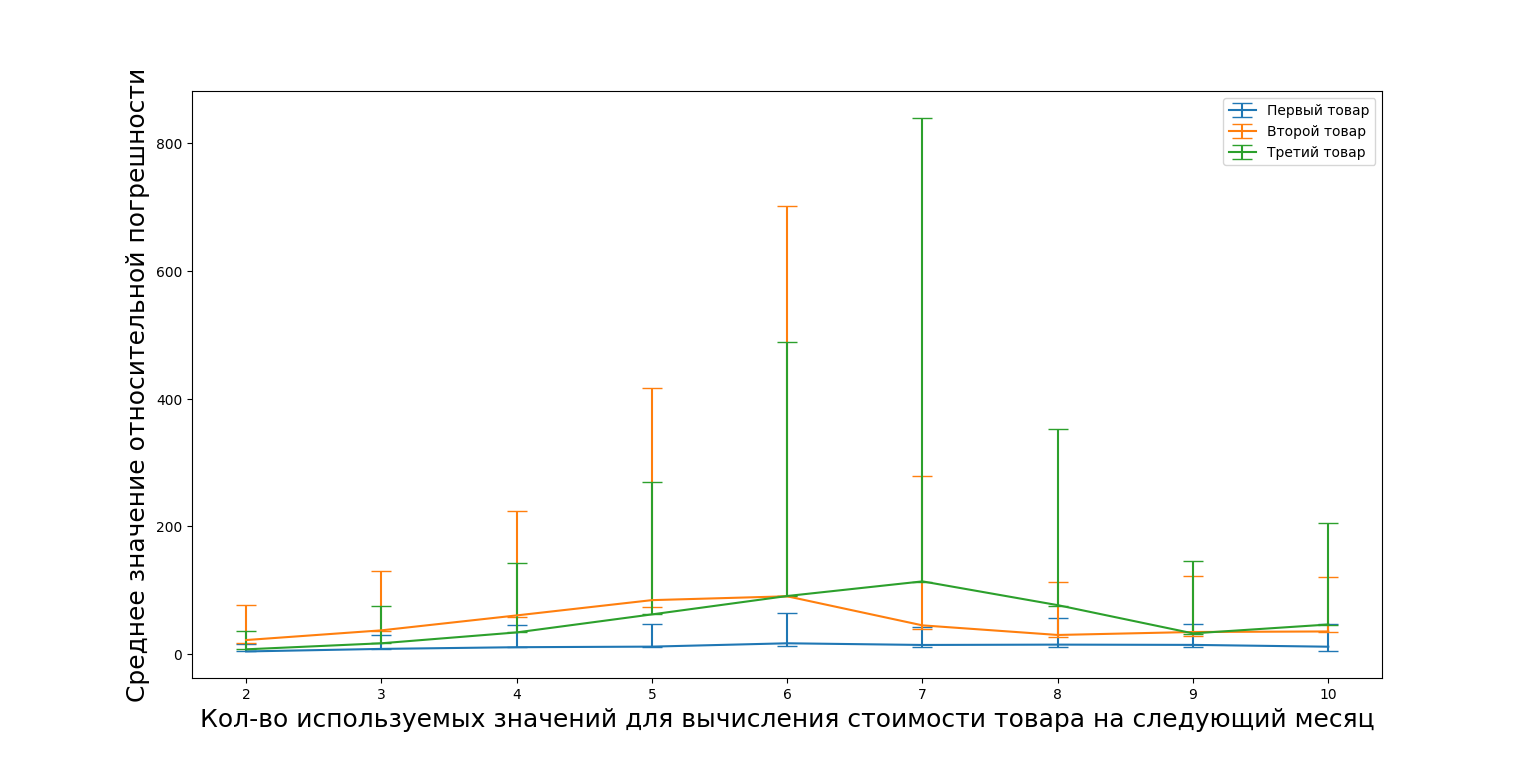 Среднее значение относительной погрешности
800
600
400
200
0
Первый товар
Второй товар
Третий товар
2 3 4 5 6 7 8 9 10
Кол-во используемых значений для вычисления стоимости товара на следующий месяц